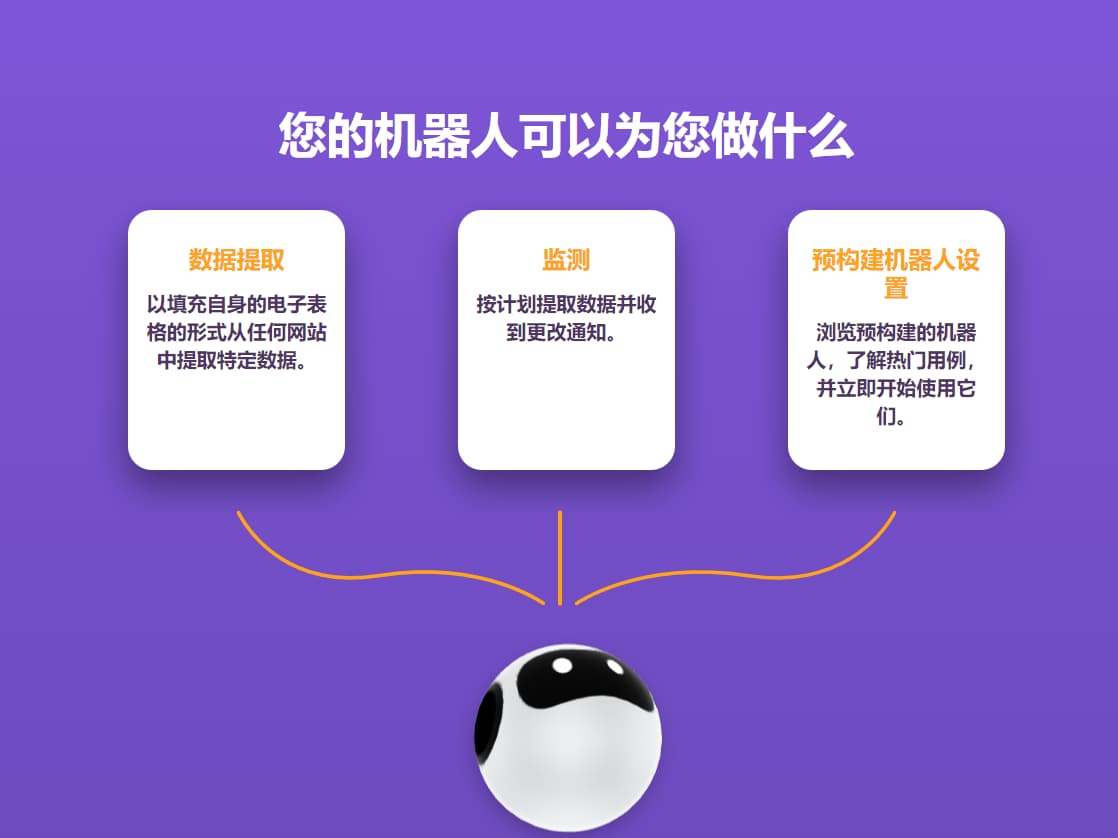 您的机器人可以为您做什么
数据提取
以填充自身的电子表
格的形式从任何网站
中提取特定数据。
监测
按计划提取数据并收
到更改通知。
预构建机器人设
置
浏览预构建的机器
人，了解热门用例，
并立即开始使用它
们。